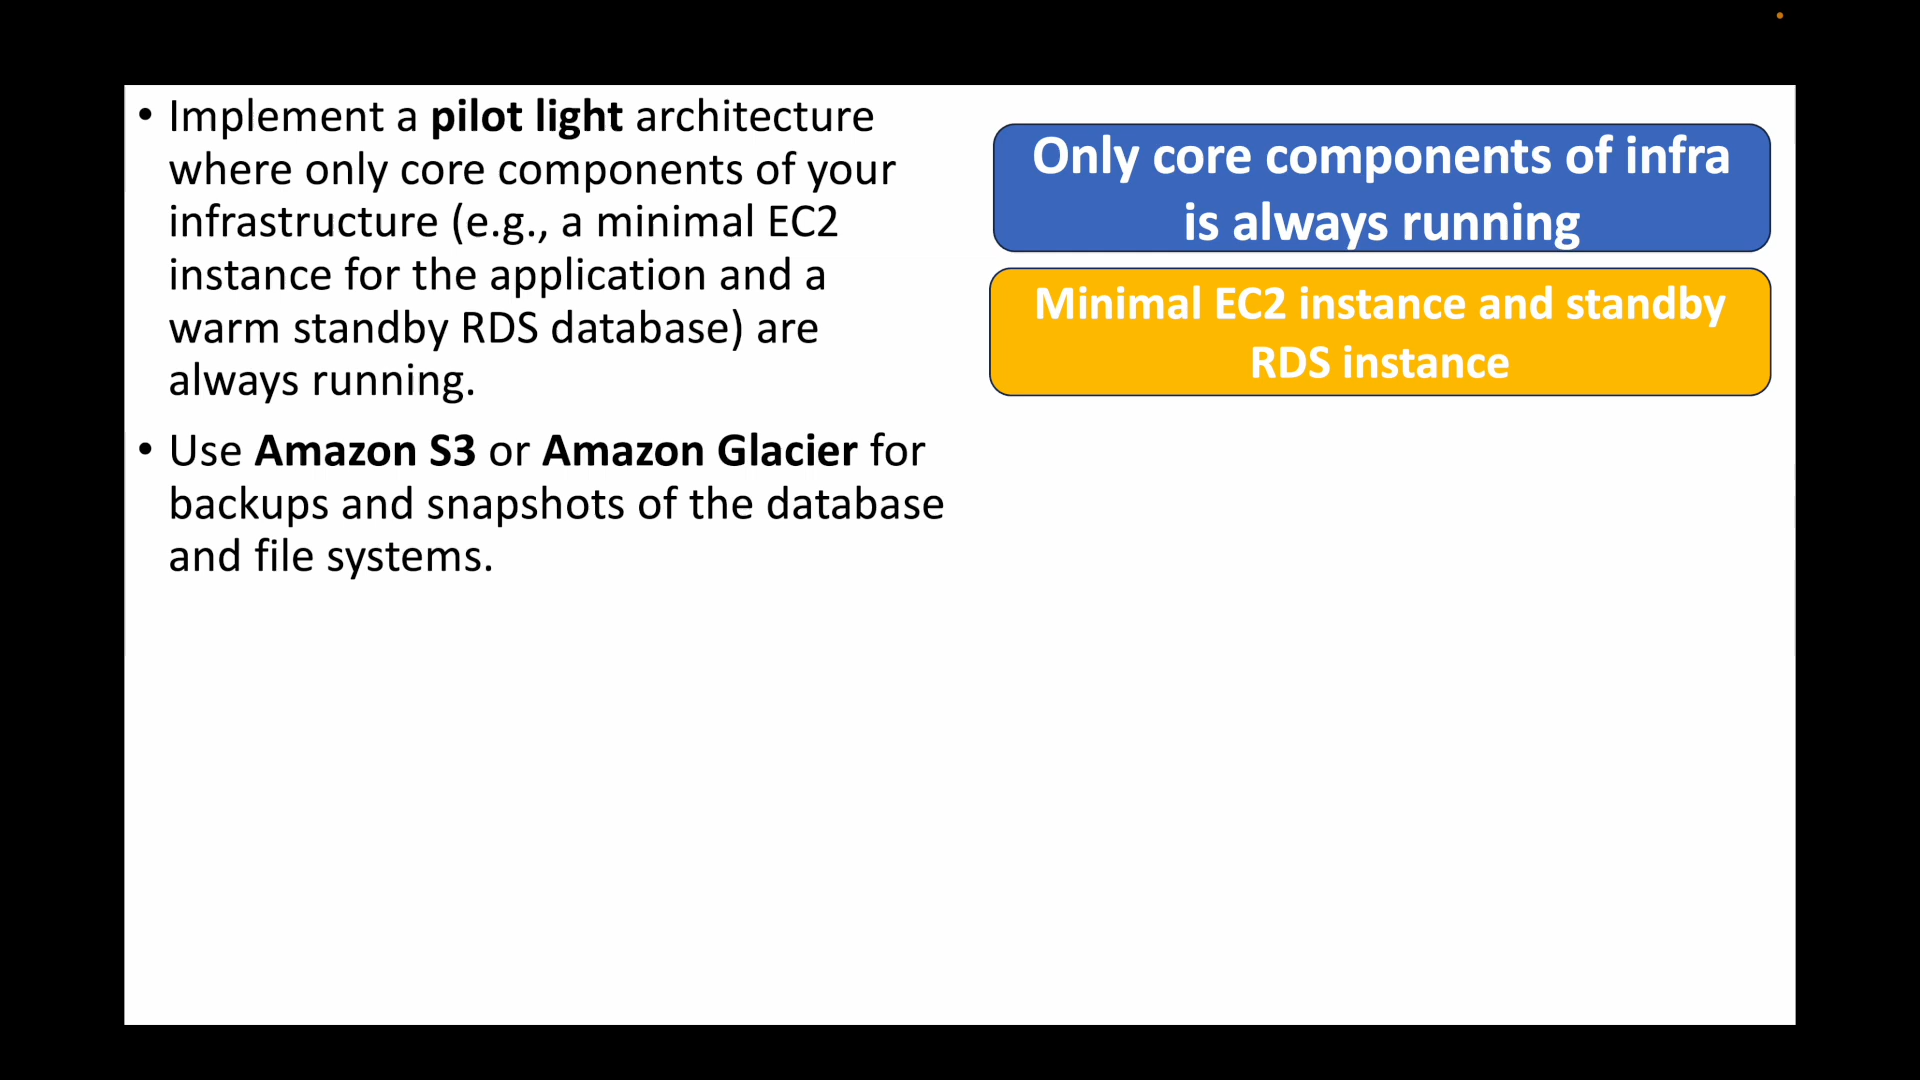 • Implement a pilot light architecture
where only core components of your
infrastructure (e.g., a minimal EC2
instance for the application and a
warm standby RDS database) are
always running.
• Use Amazon S3 or Amazon Glacier for
backups and snapshots of the database
and file systems.
Only core components of infra
is always running
Minimal EC2 instance and standby
RDS instance